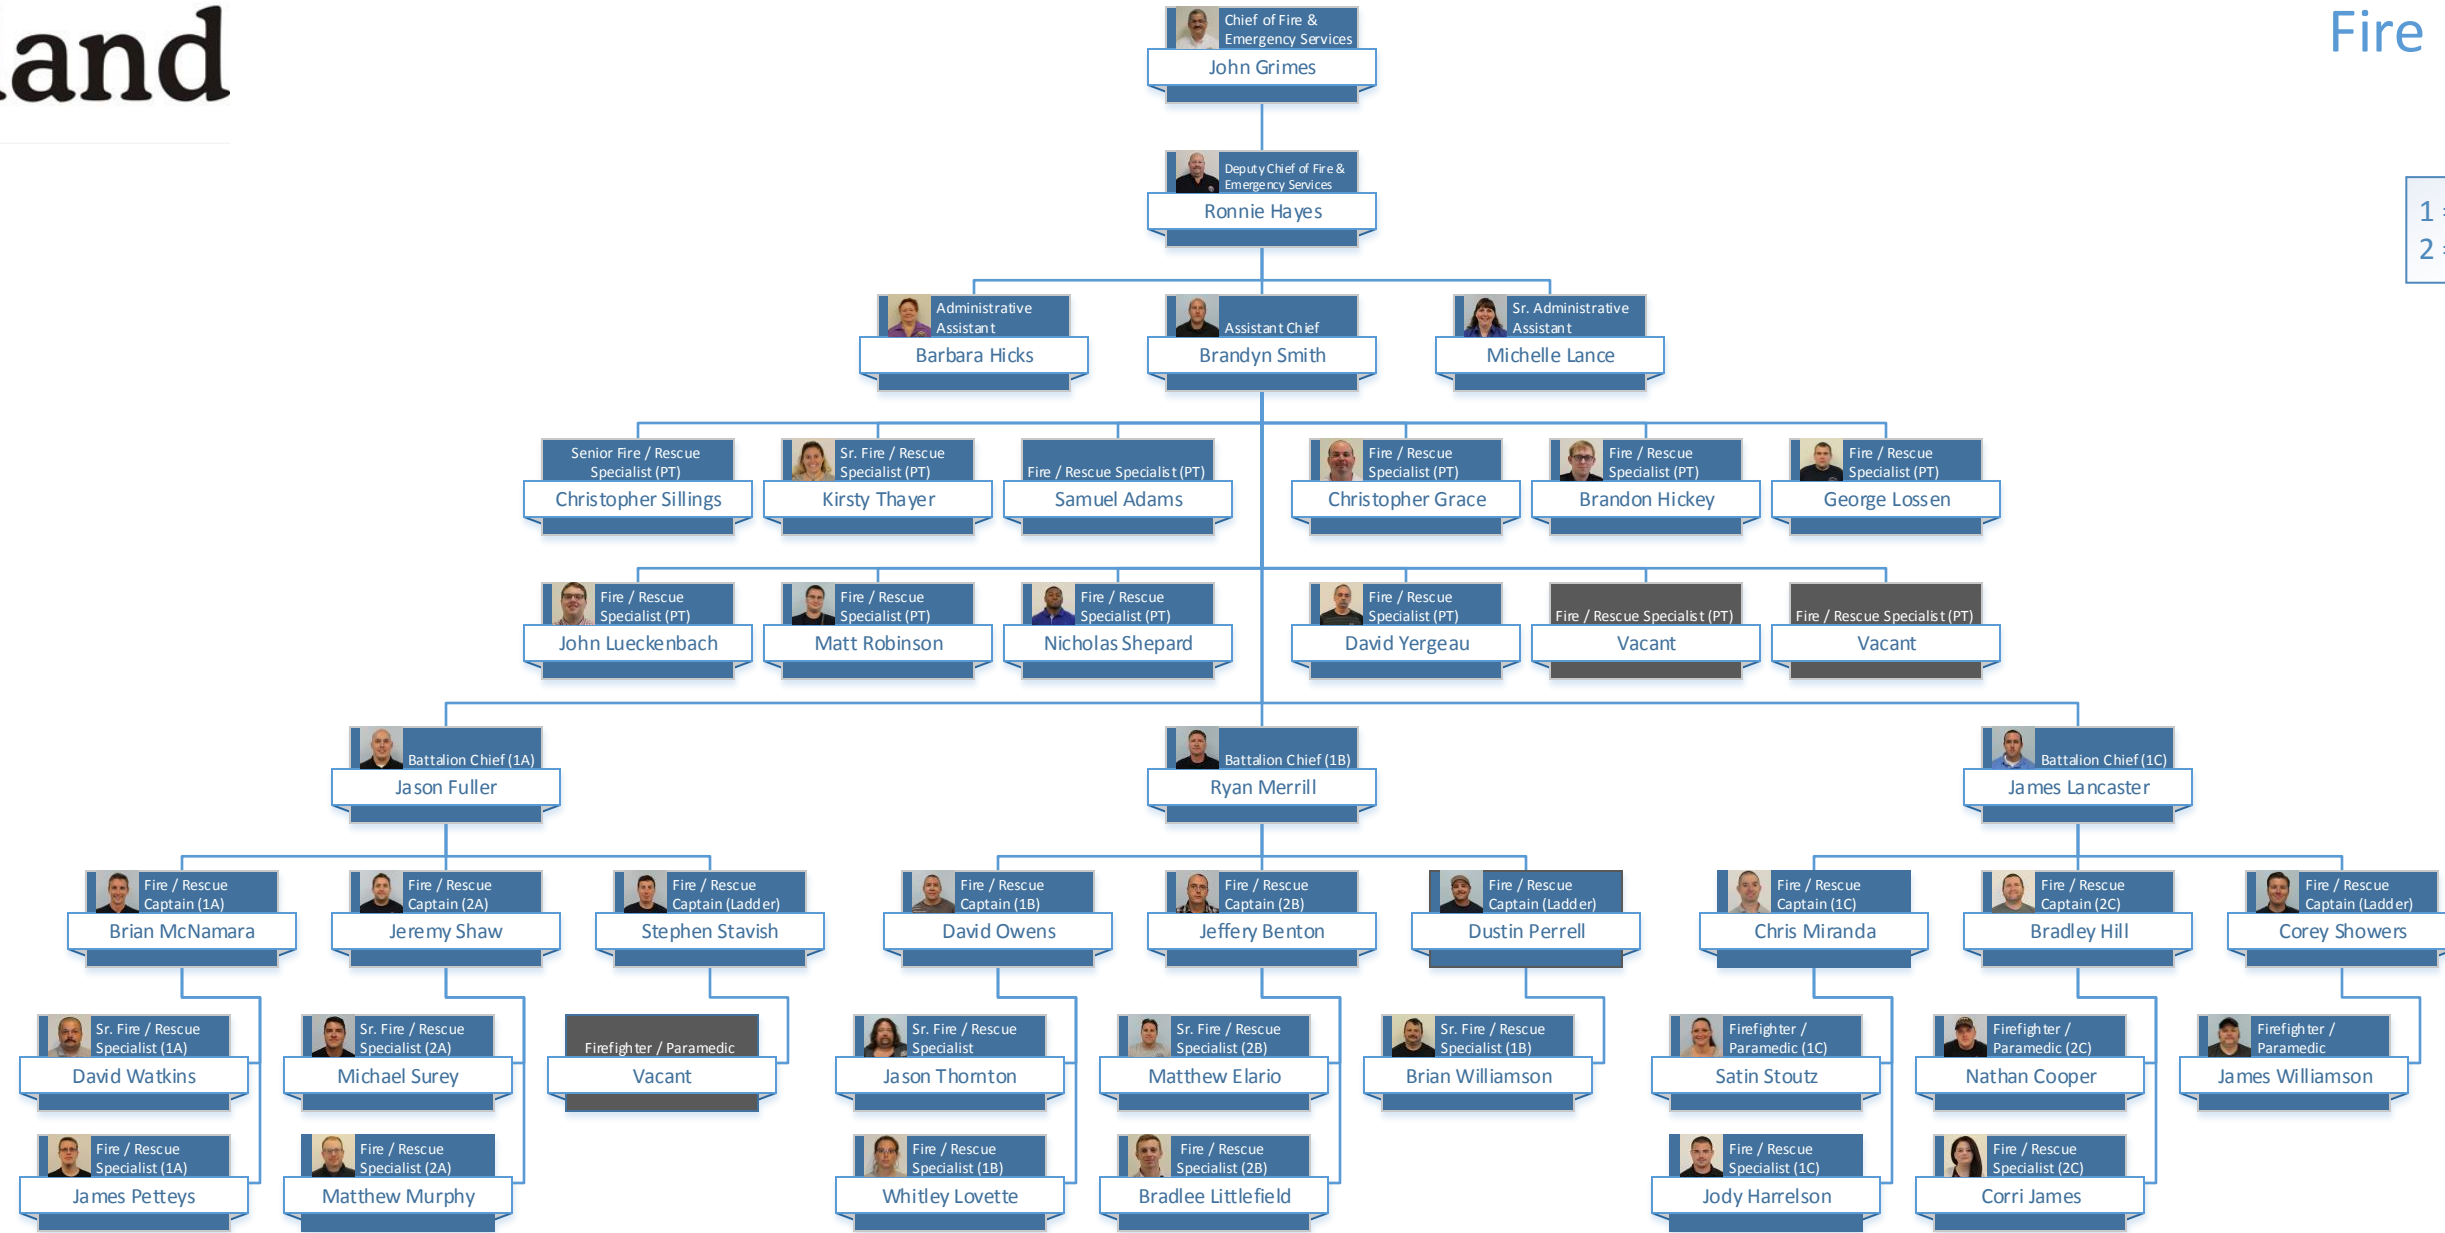 land
Fire
Chief of Fire &
Emergency Services
John Grimes
Deputy Chief of Fire &
Emergency Services
Ronnie Hayes
1 =
2 =
Administrative
Assistant
Barbara Hicks
Assistant Chief
Brandyn Smith
Sr. Administrative
Assistant
Michelle Lance
Senior Fire / Rescue
Specialist (PT)
Christopher Sillings
Sr. Fire / Rescue
Specialist (PT)
Kirsty Thayer
Fire / Rescue Specialist (PT)
Samuel Adams
Fire / Rescue
Specialist (PT)
Christopher Grace
Fire / Rescue
Specialist (PT)
Brandon Hickey
Fire / Rescue
Specialist (PT)
George Lossen
Fire / Rescue
Specialist (PT)
John Lueckenbach
Fire / Rescue
Specialist (PT)
Matt Robinson
Fire / Rescue
Specialist (PT)
Nicholas Shepard
Fire / Rescue
Specialist (PT)
David Yergeau
Fire / Rescue Specialist (PT)
Vacant
Fire / Rescue Specialist (PT)
Vacant
Battalion Chief (1A)
Jason Fuller
Battalion Chief (1B)
Ryan Merrill
Battalion Chief (1C)
James Lancaster
Fire / Rescue
Captain (1A)
Brian McNamara
Fire / Rescue
Captain (2A)
Jeremy Shaw
Fire / Rescue
Captain (Ladder)
Stephen Stavish
Fire / Rescue
Captain (1B)
David Owens
Fire / Rescue
Captain (2B)
Jeffery Benton
Fire / Rescue
Captain (Ladder)
Dustin Perrell
Fire / Rescue
Captain (1C)
Chris Miranda
Fire / Rescue
Captain (2C)
Bradley Hill
Fire / Rescue
Captain (Ladder)
Corey Showers
Sr. Fire / Rescue
Specialist (1A)
David Watkins
Sr. Fire / Rescue
Specialist (2A)
Michael Surey
Firefighter / Paramedic
Vacant
Sr. Fire / Rescue
Specialist
Jason Thornton
Sr. Fire / Rescue
Specialist (2B)
Matthew Elario
Sr. Fire / Rescue
Specialist (1B)
Brian Williamson
Firefighter /
Paramedic (1C)
Satin Stoutz
Firefighter /
Paramedic (2C)
Nathan Cooper
Firefighter /
Paramedic
James Williamson
Fire / Rescue
Specialist (1A)
James Petteys
Fire / Rescue
Specialist (2A)
Matthew Murphy
Fire / Rescue
Specialist (1B)
Whitley Lovette
Fire / Rescue
Specialist (2B)
Bradlee Littlefield
Fire / Rescue
Specialist (1C)
Jody Harrelson
Fire / Rescue
Specialist (2C)
Corri James